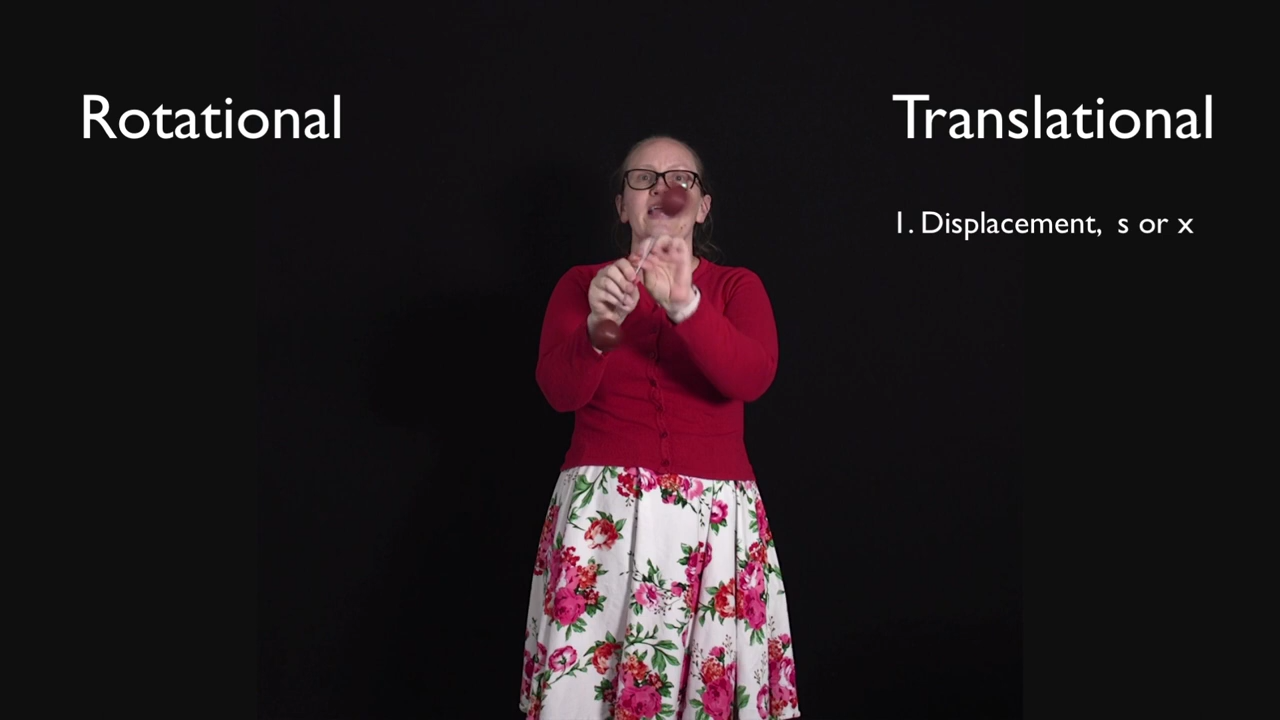 Rotational
Translational
1. Displacement, s or x